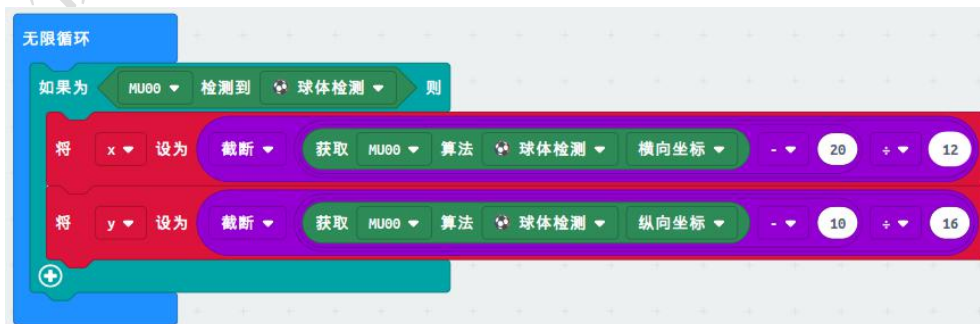 无限循环
如果为 MU00 检测到 球体检测 则
将 x 设为 截断 获取 MU00 算法 球体检测 横向坐标 - 20 ÷ 12
将 y 设为 截断 获取 MU00 算法 球体检测 纵向坐标 - 10 ÷ 16